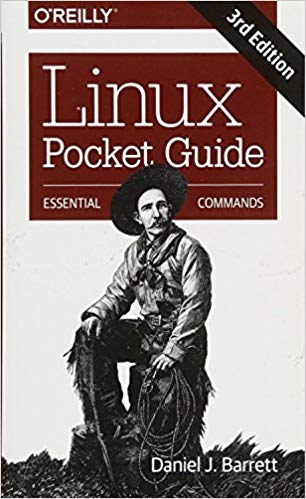 O'REILLY®
3rd Edition
Linux
Pocket Guide
ESSENTIAL COMMANDS
Daniel J. Barrett